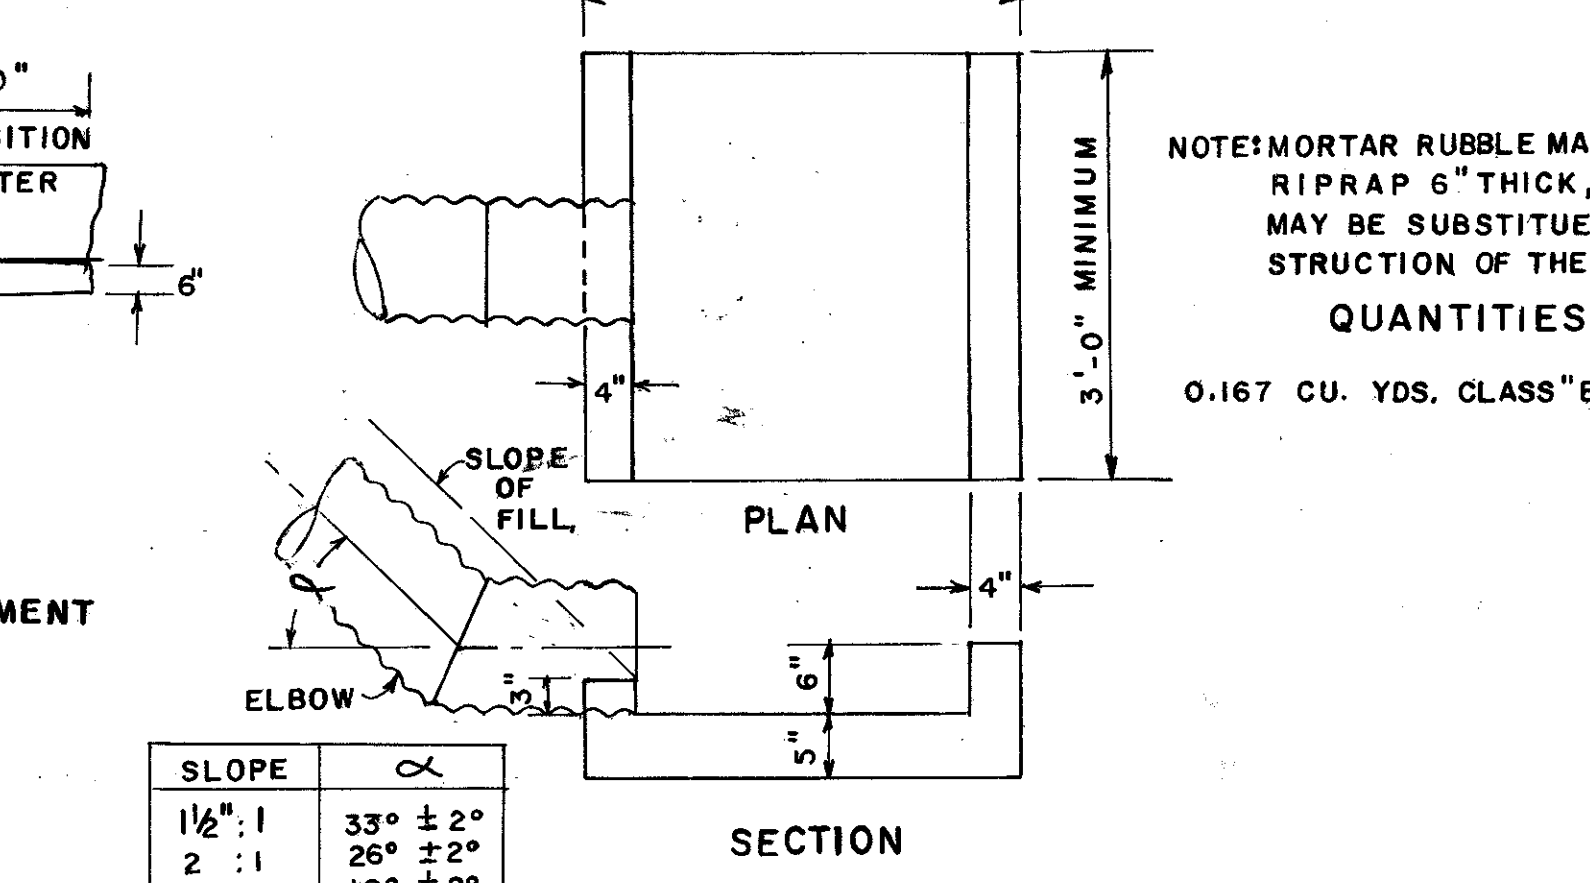 0"
SITION
TER
6"
MENT
4"
3'-0" MINIMUM
PLAN
SLOPE
OF
FILL
α
ELBOW
3"
6"
5"
4"
SECTION
SLOPE α
1½" : 1 33° ± 2°
2 : 1 26° ± 2°
NOTE: MORTAR RUBBLE MA
RIPRAP 6" THICK,
MAY BE SUBSTITUE
STRUCTION OF THE
QUANTITIES
0.167 CU. YDS. CLASS "B